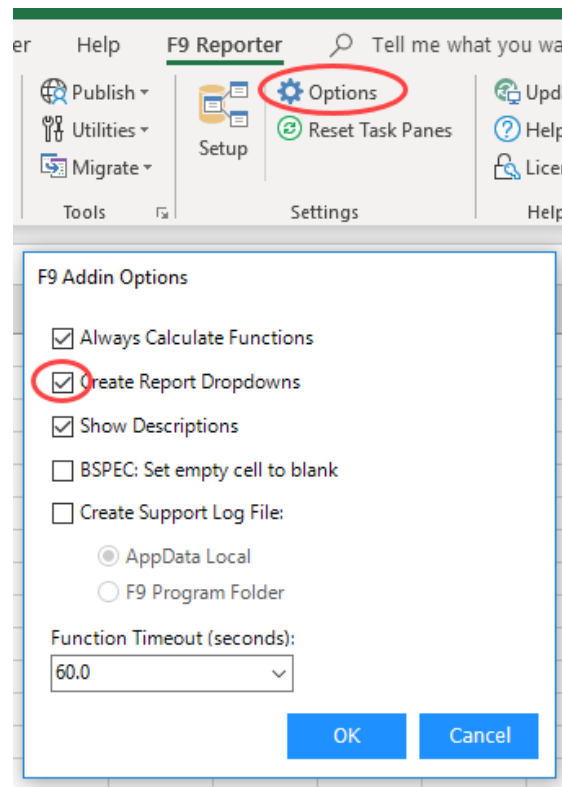 er Help F9 Reporter Tell me what you wa
Publish Options Upd
Utilities Reset Task Panes Help
Setup
Migrate Lice
Tools Settings Help
F9 Addin Options
Always Calculate Functions
Create Report Dropdowns
Show Descriptions
BSPEC: Set empty cell to blank
Create Support Log File:
AppData Local
F9 Program Folder
Function Timeout (seconds):
60.0
OK Cancel